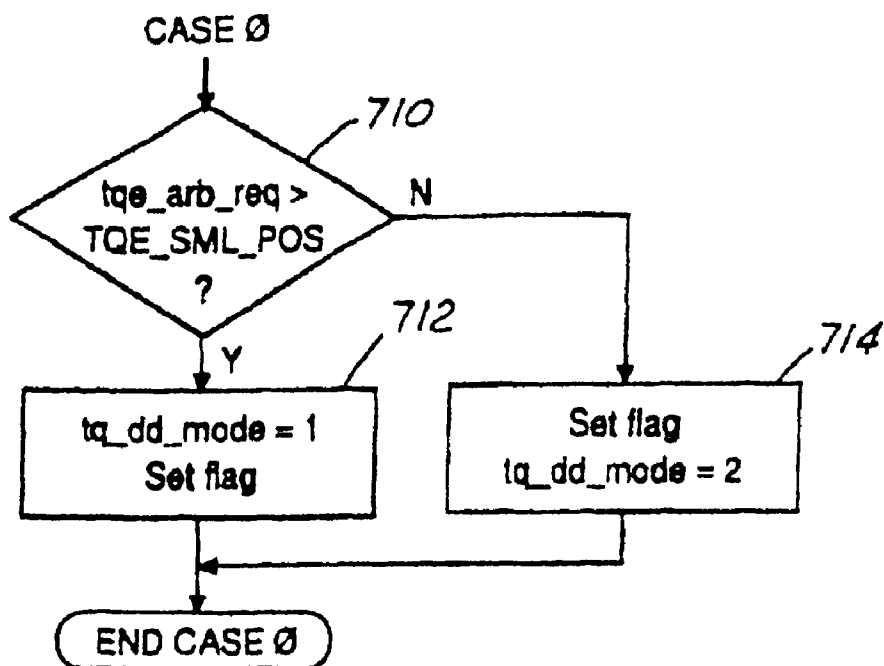 CASE Ø
710
tqe_arb_req >
TQE_SML_POS
?
N
Y
712
tq_dd_mode = 1
Set flag
714
Set flag
tq_dd_mode = 2
END CASE Ø